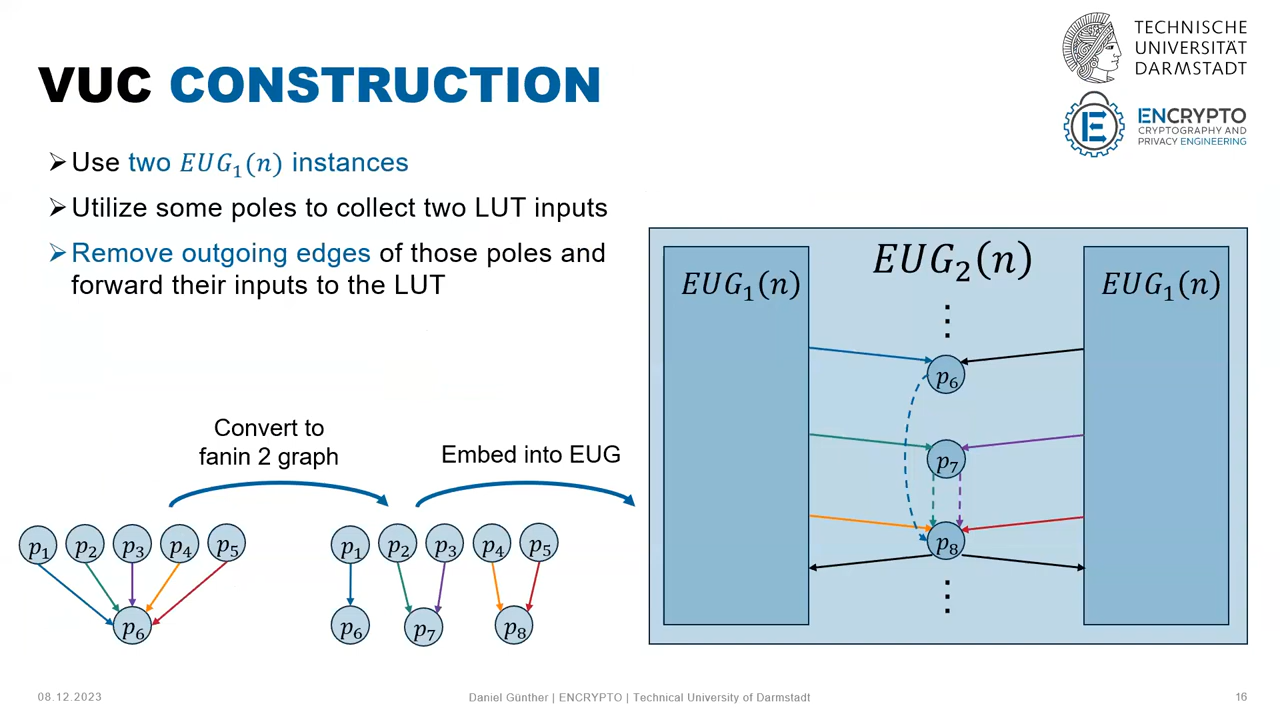 TECHNISCHE
UNIVERSITÄT
DARMSTADT
ENCRYPTO
CRYPTOGRAPHY AND
PRIVACY ENGINEERING
VUC CONSTRUCTION
➢Use two EUG₁(n) instances
➢Utilize some poles to collect two LUT inputs
➢Remove outgoing edges of those poles and
forward their inputs to the LUT
EUG₂(n)
EUG₁(n)
EUG₁(n)
⋮
p₆
p₇
p₈
⋮
Convert to
fanin 2 graph
Embed into EUG
p₁ p₂ p₃ p₄ p₅
p₆
p₁ p₂ p₃ p₄ p₅
p₆ p₇ p₈
08.12.2023
Daniel Günther | ENCRYPTO | Technical University of Darmstadt
16